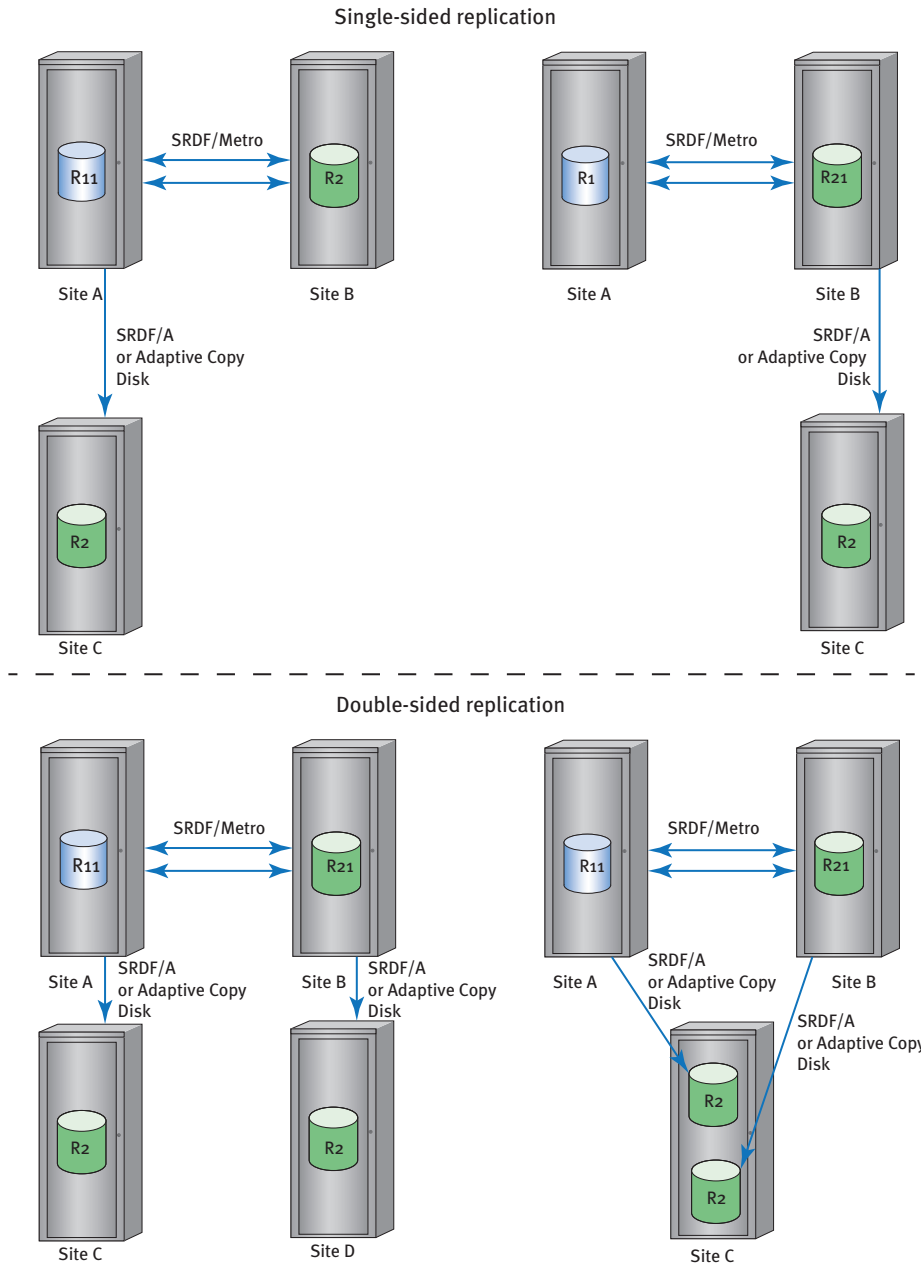 Single-sided replication
SRDF/Metro
R11
R2
Site A
Site B
SRDF/A
or Adaptive Copy
Disk
R2
Site C
SRDF/Metro
R1
R21
Site A
Site B
SRDF/A
or Adaptive Copy
Disk
R2
Site C
Double-sided replication
SRDF/Metro
R11
R21
Site A
SRDF/A
or Adaptive Copy
Disk
Site B
SRDF/A
or Adaptive Copy
Disk
R2
R2
Site C
Site D
SRDF/Metro
R11
R21
Site A
SRDF/A
or Adaptive Copy
Disk
Site B
SRDF/A
or Adaptive Copy
Disk
R2
R2
Site C